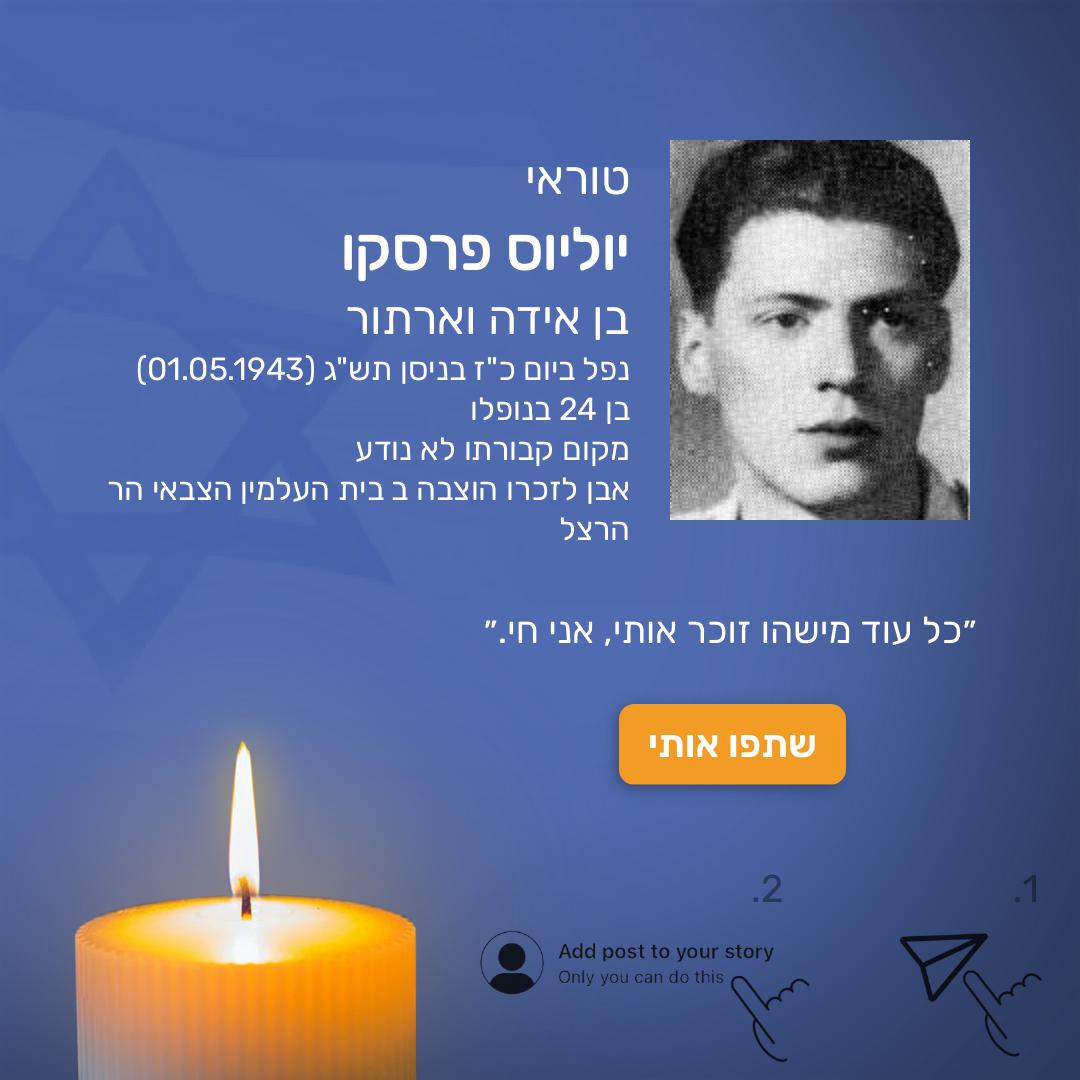 טוראי
יוליוס פרסקו
בן אידה וארתור
נפל ביום כ"ז בניסן תש"ג (01.05.1943)
בן 24 בנופלו
מקום קבורתו לא נודע
אבן לזכרו הוצבה ב בית העלמין הצבאי הר
הרצל
״כל עוד מישהו זוכר אותי, אני חי.״
שתפו אותי
1.
2.
Add post to your story
Only you can do this